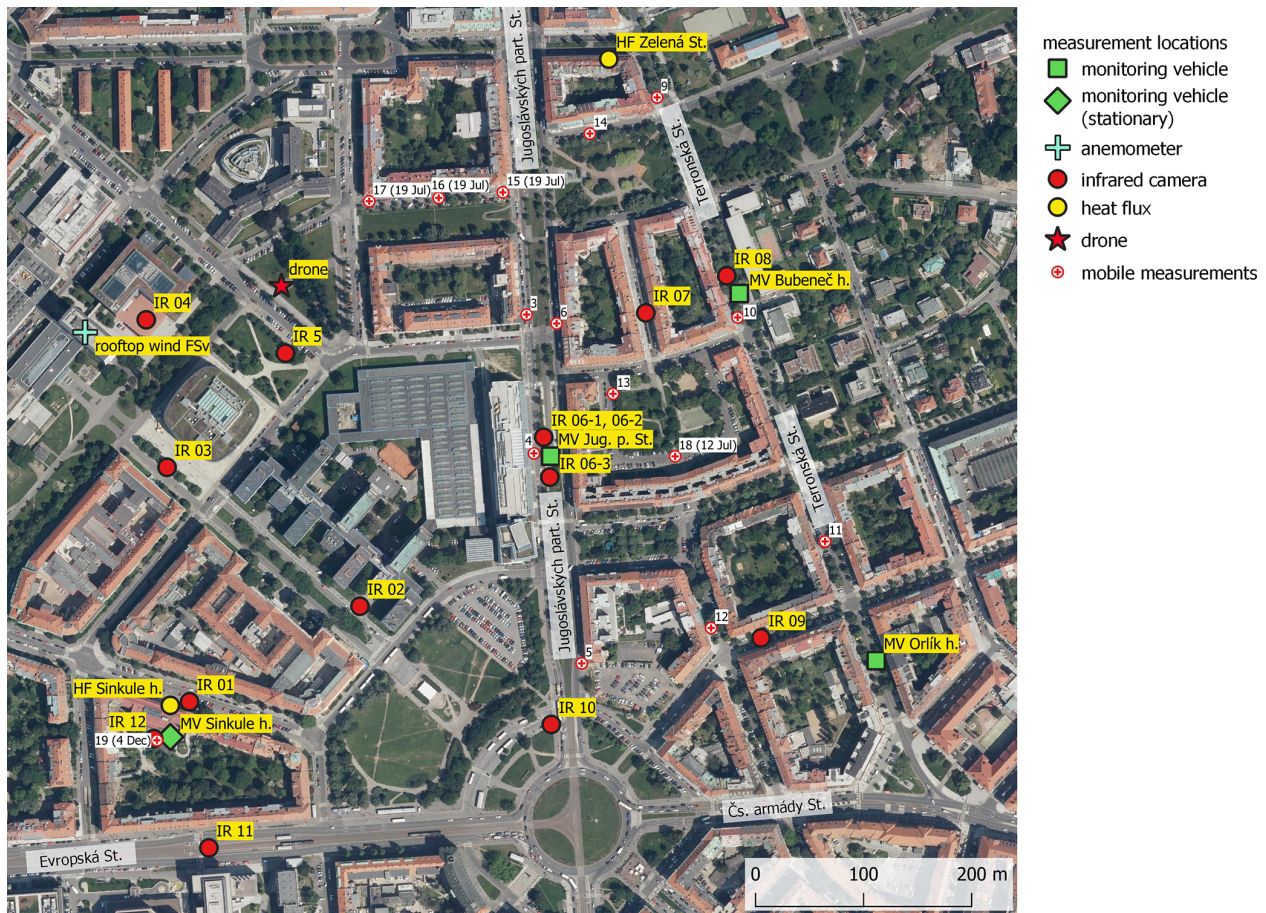 HF Zelená St.
Jugoslávských part. St.
9
14
Terronská St.
17 (19 Jul)
16 (19 Jul)
15 (19 Jul)
drone
IR 08
MV Bubeneč h.
IR 04
IR 07
3
6
10
IR 5
rooftop wind FSv
13
IR 06-1, 06-2
MV Jug. p. St.
4
18 (12 Jul)
IR 03
IR 06-3
Terronská St.
Jugoslávských part. St.
11
IR 02
12
IR 09
MV Orlík h.
5
HF Sinkule h.
IR 01
IR 12
MV Sinkule h.
19 (4 Dec)
IR 10
Čs. armády St.
IR 11
Evropská St.
0 100 200 m
measurement locations
monitoring vehicle
monitoring vehicle
(stationary)
anemometer
infrared camera
heat flux
drone
mobile measurements